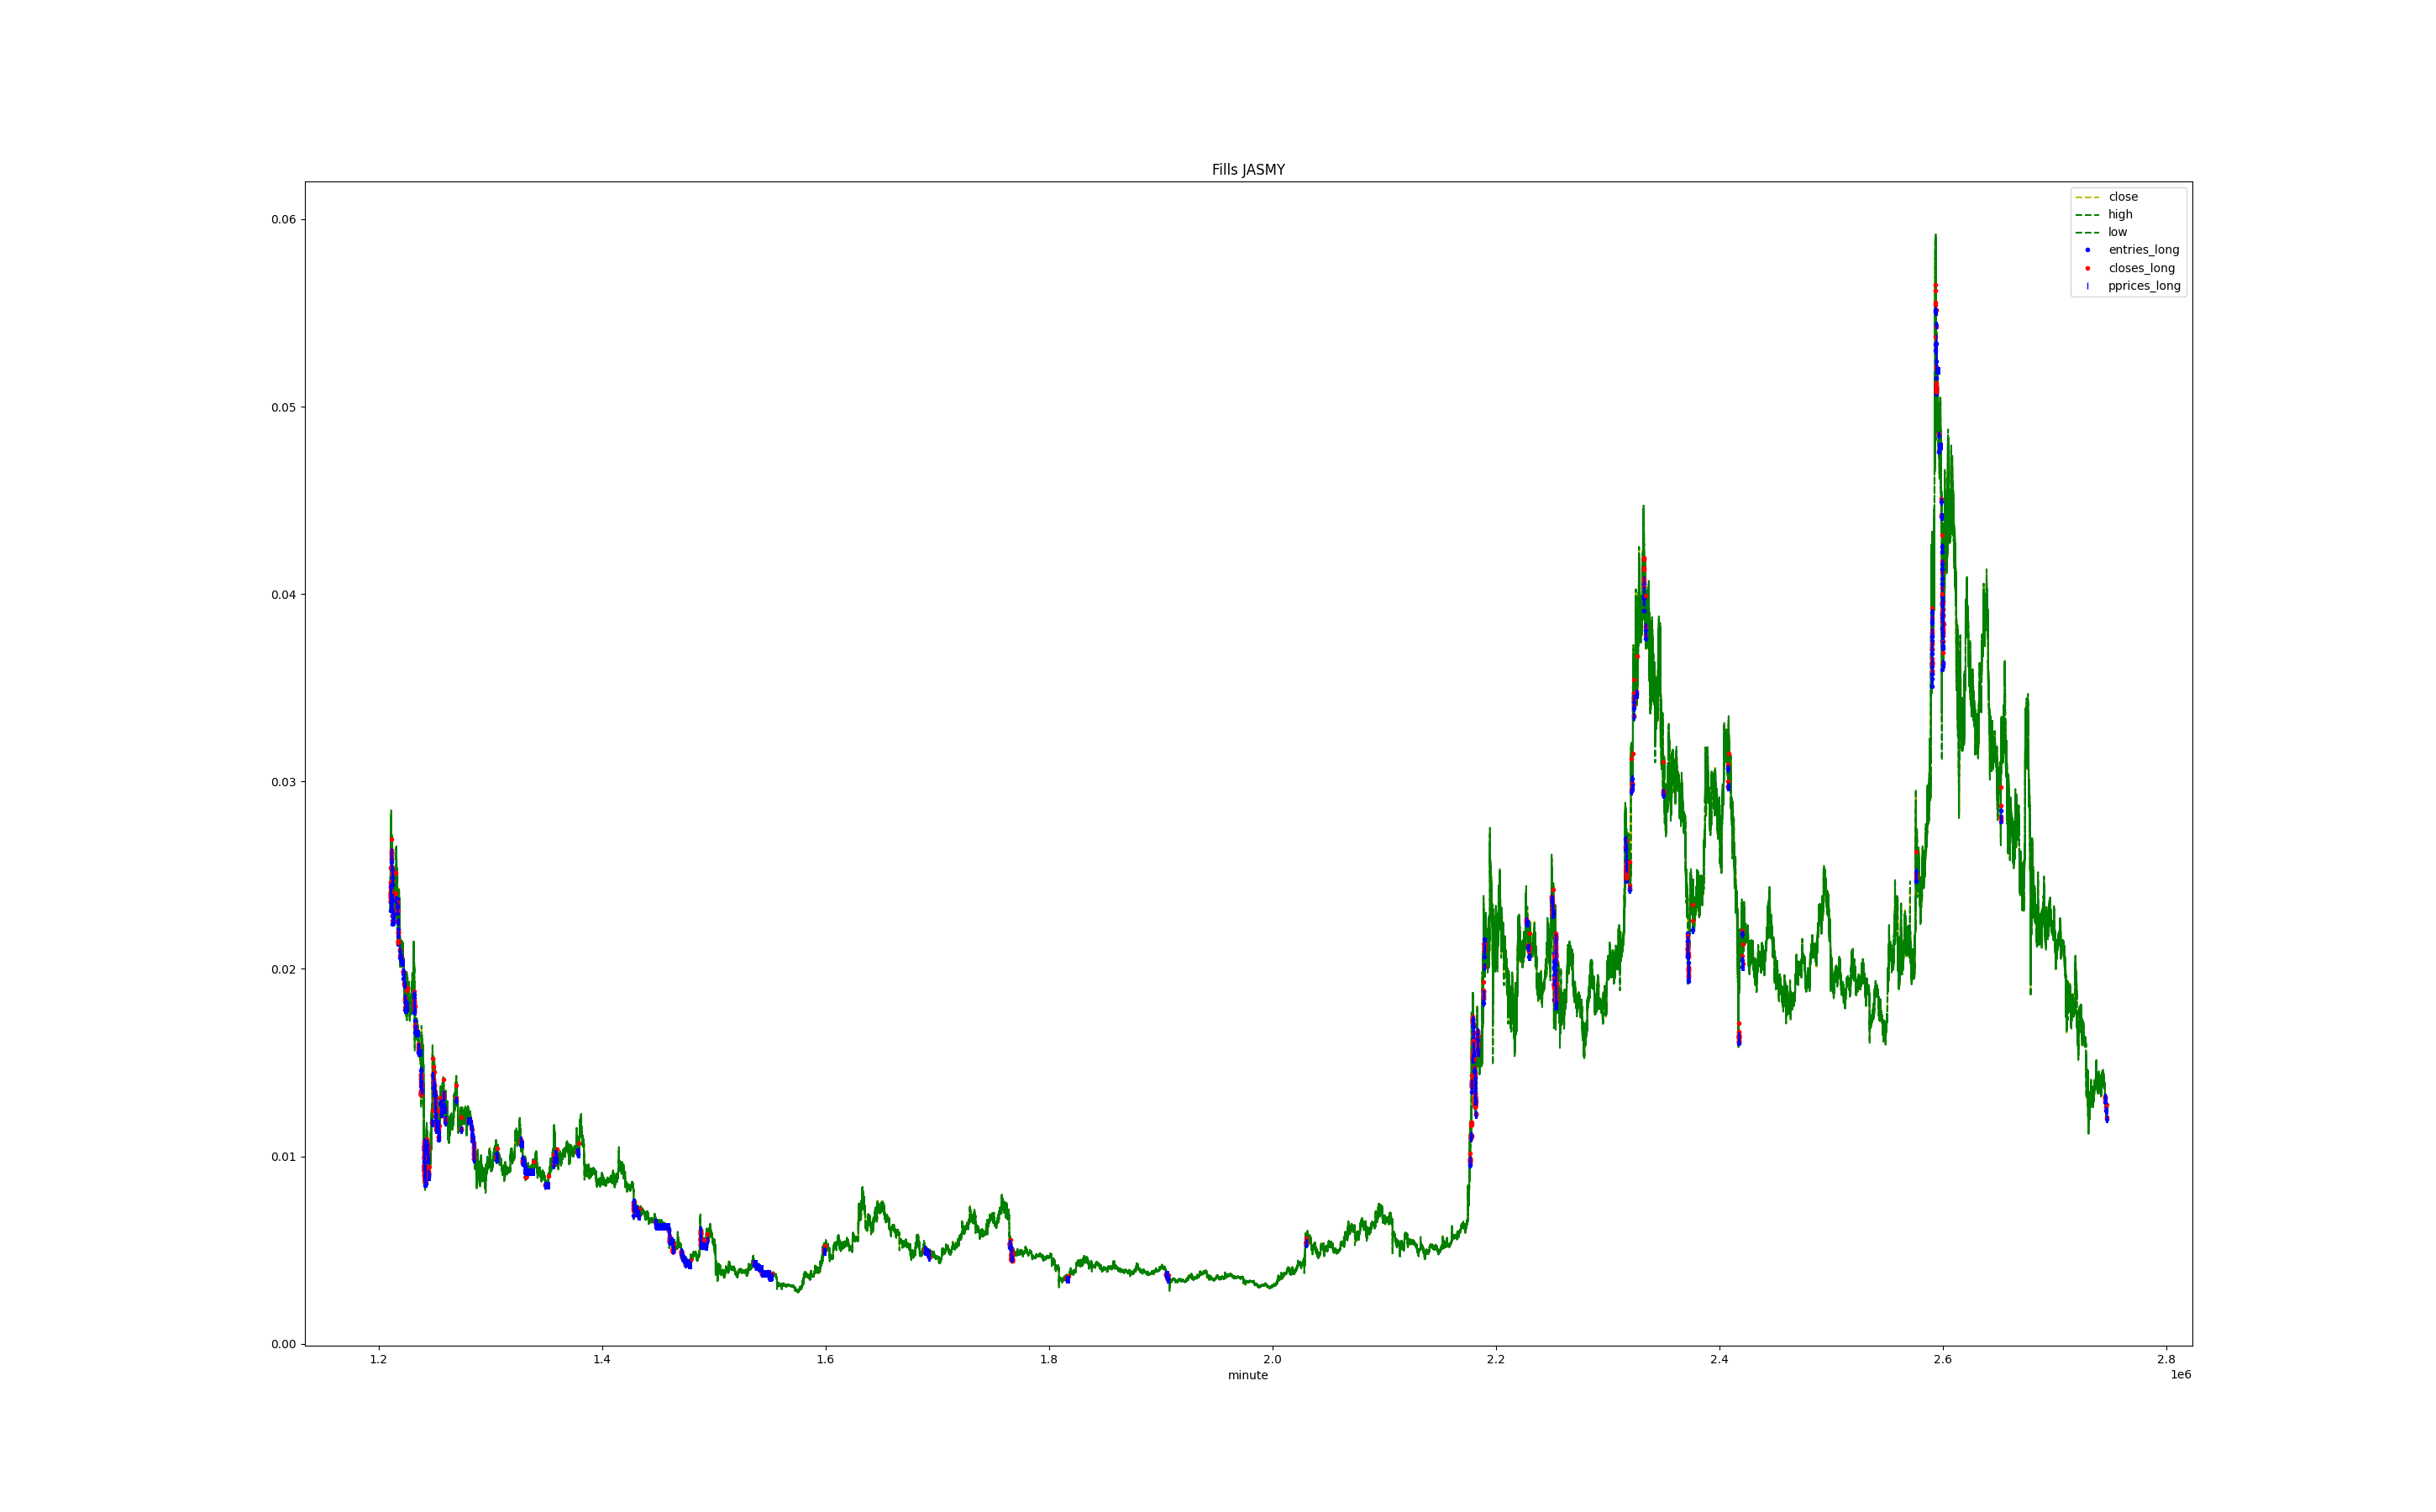 Fills JASMY
close
high
low
entries_long
closes_long
pprices_long
0.06
0.05
0.04
0.03
0.02
0.01
0.00
1.2 1.4 1.6 1.8 2.0 2.2 2.4 2.6 2.8
minute
1e6